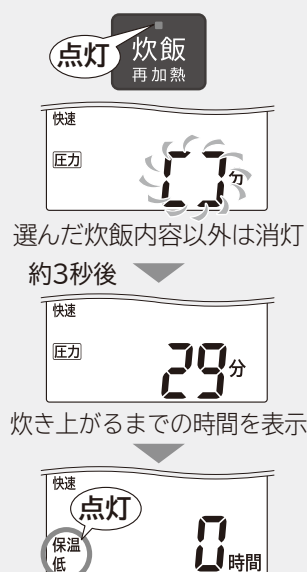 点灯
炊飯
再加熱
快速
圧力
分
選んだ炊飯内容以外は消灯
約3秒後
快速
圧力
29分
炊き上がるまでの時間を表示
快速
点灯
保温
低
0時間